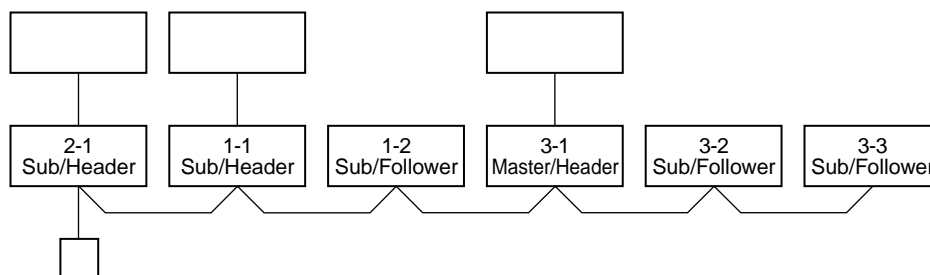 2-1
Sub/Header
1-1
Sub/Header
1-2
Sub/Follower
3-1
Master/Header
3-2
Sub/Follower
3-3
Sub/Follower